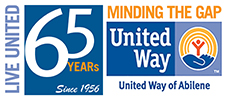 LIVE UNITED
65
YEARS
Since 1956
MINDING THE GAP
United
Way
United Way of Abilene